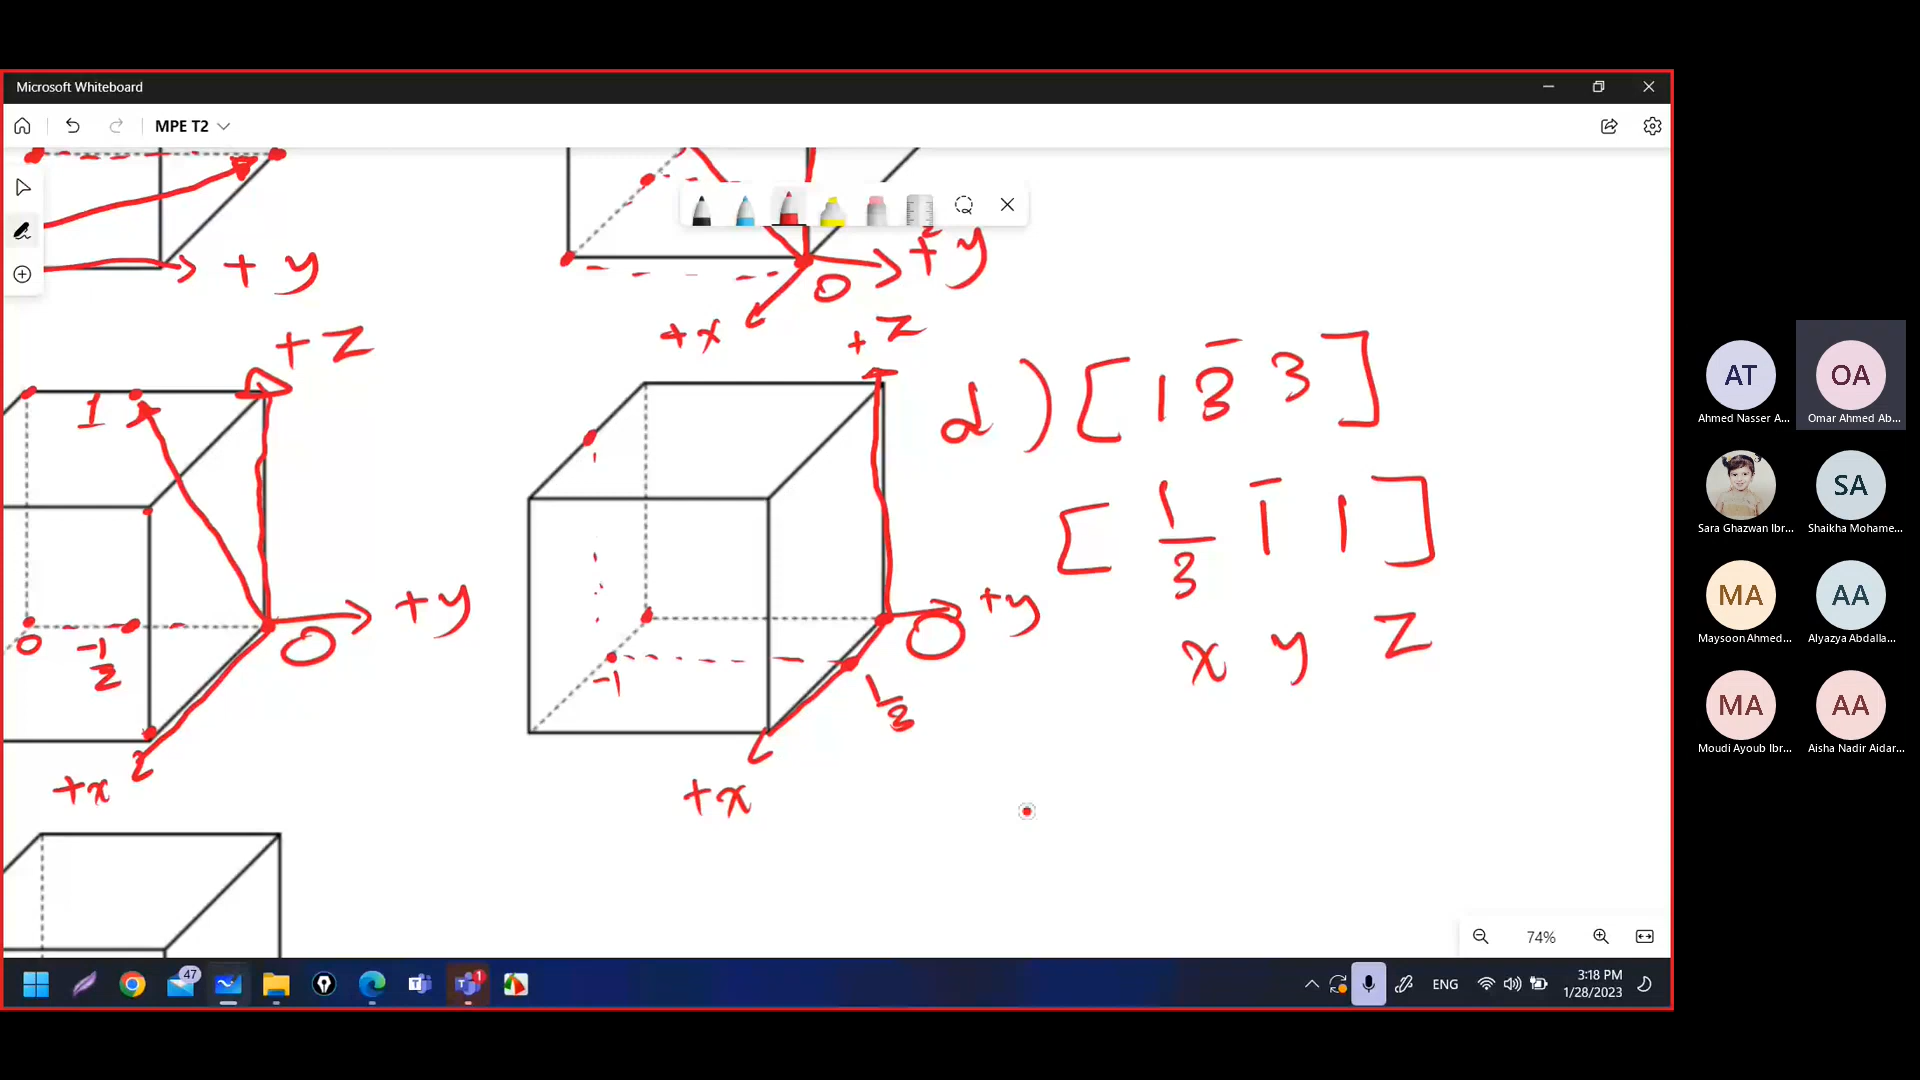 Microsoft Whiteboard
MPE T2
+ y
+ y
O
+ x
+ z
+ z
d) [ 1 3̄ 3 ]
1
[ 1/3 1̄ 1 ]
x y z
+ y
+ y
0
-1/2
O
O
-1
1/3
+ x
+ x
AT
Ahmed Nasser A...
OA
Omar Ahmed Ab...
Sara Ghazwan Ibr...
SA
Shaikha Mohame...
MA
Maysoon Ahmed...
AA
Alyazya Abdalla...
MA
Moudi Ayoub Ibr...
AA
Aisha Nadir Aidar...
74%
47
1
ENG
3:18 PM
1/28/2023